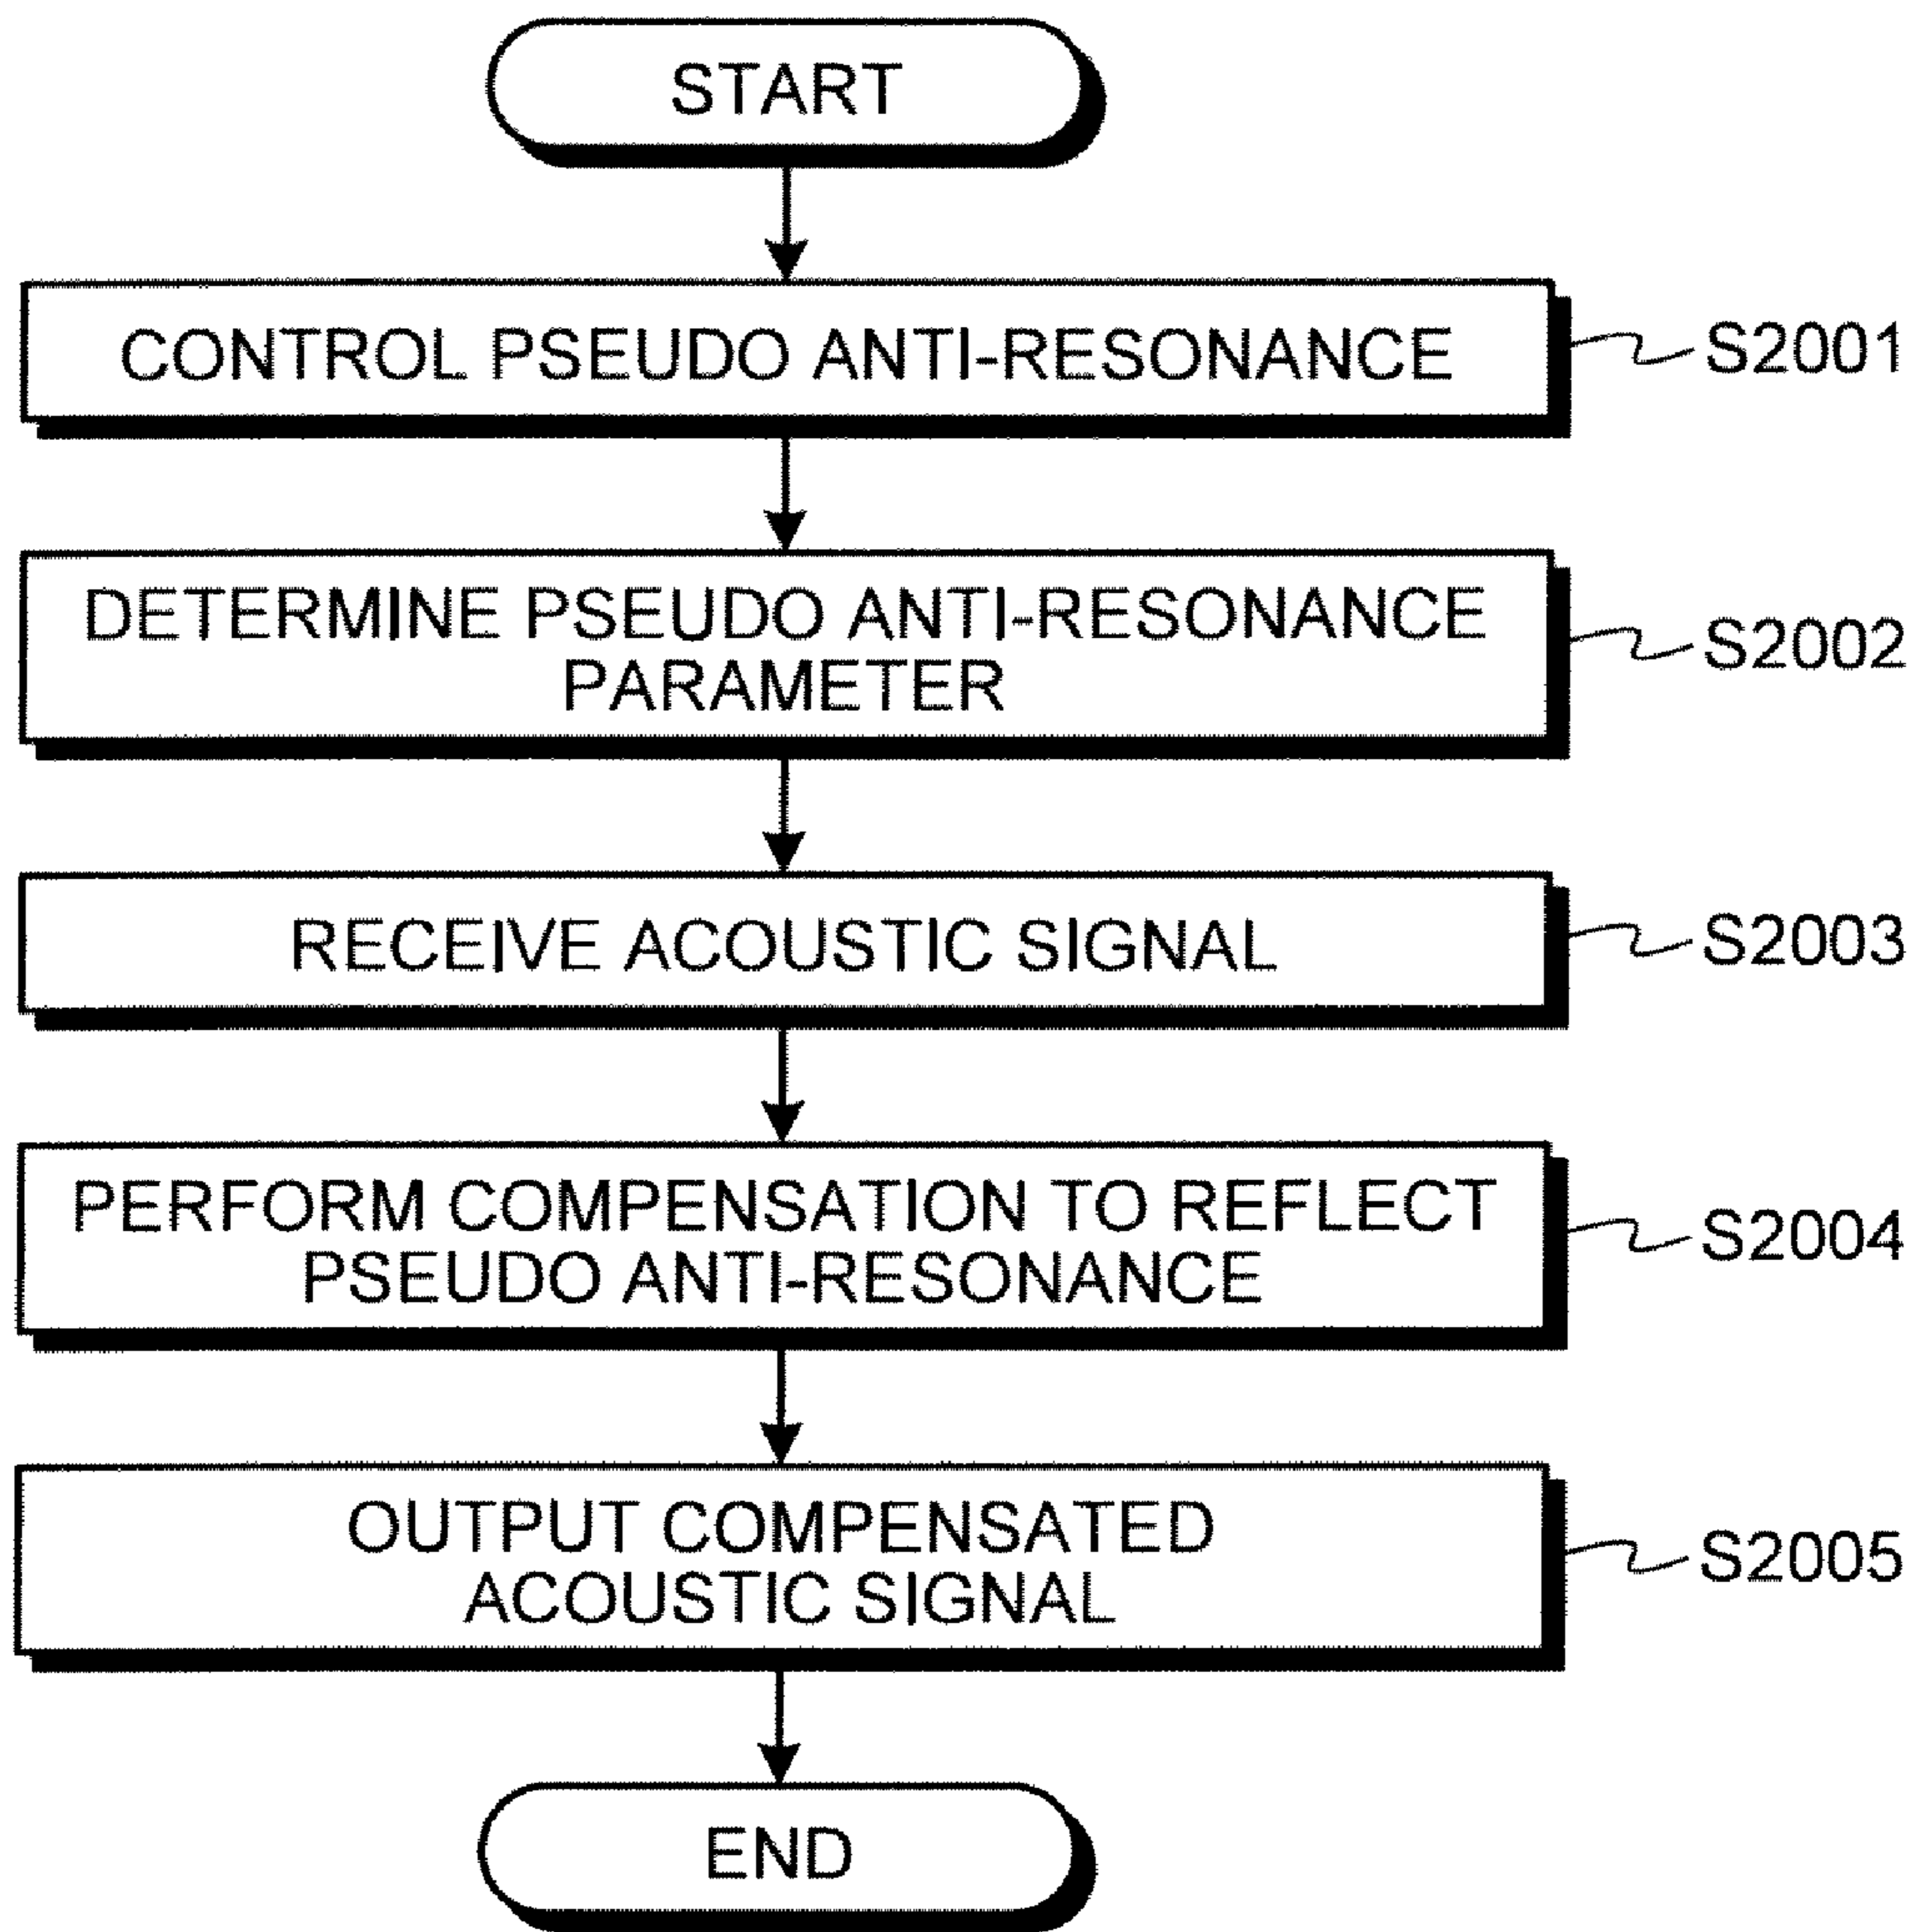 START
CONTROL PSEUDO ANTI-RESONANCE
S2001
DETERMINE PSEUDO ANTI-RESONANCE
PARAMETER
S2002
RECEIVE ACOUSTIC SIGNAL
S2003
PERFORM COMPENSATION TO REFLECT
PSEUDO ANTI-RESONANCE
S2004
OUTPUT COMPENSATED
ACOUSTIC SIGNAL
S2005
END